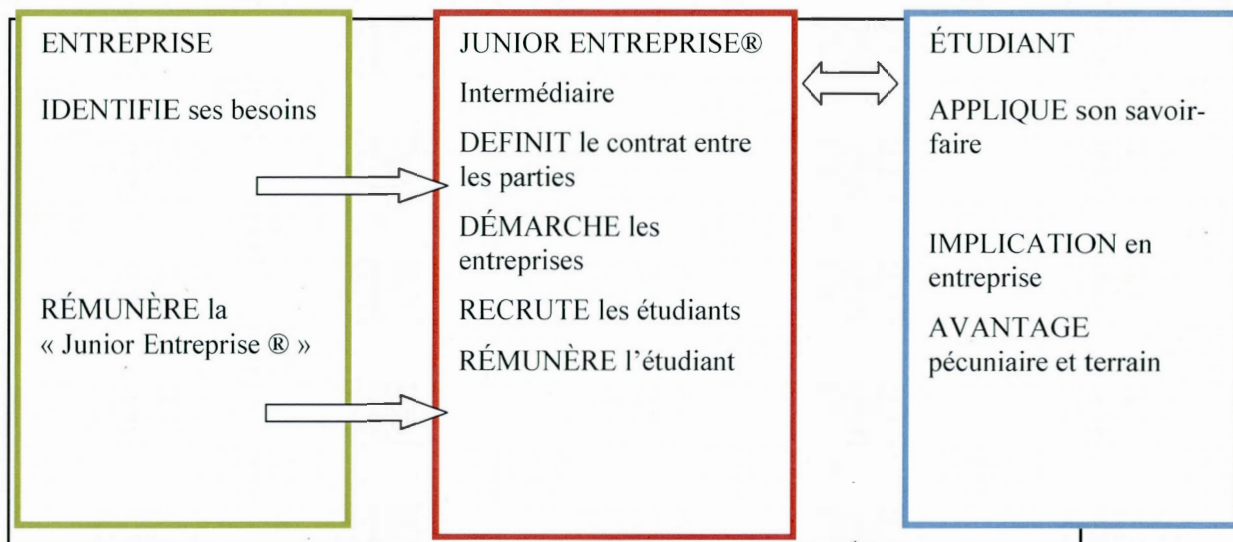 ENTREPRISE
IDENTIFIE ses besoins
RÉMUNÈRE la
« Junior Entreprise ® »
JUNIOR ENTREPRISE®
Intermédiaire
DEFINIT le contrat entre
les parties
DÉMARCHE les
entreprises
RECRUTE les étudiants
RÉMUNÈRE l’étudiant
ÉTUDIANT
APPLIQUE son savoir-
faire
IMPLICATION en
entreprise
AVANTAGE
pécuniaire et terrain